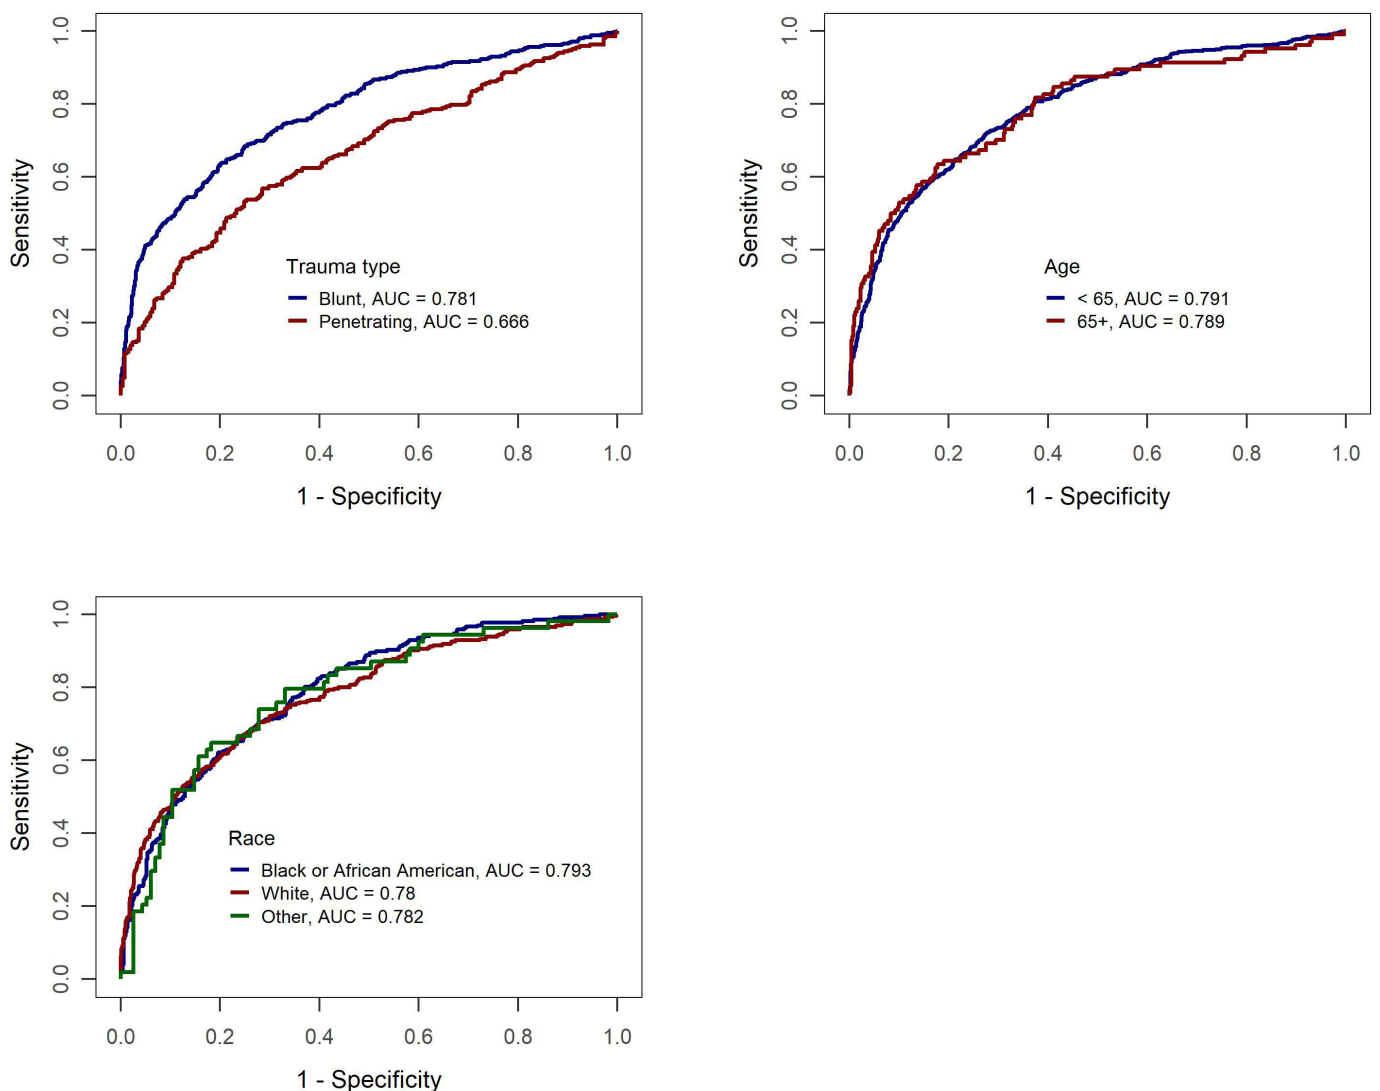 1.0
0.8
0.6
0.4
0.2
0.0
Sensitivity
Trauma type
Blunt, AUC = 0.781
Penetrating, AUC = 0.666
0.0 0.2 0.4 0.6 0.8 1.0
1 - Specificity
1.0
0.8
0.6
0.4
0.2
0.0
Sensitivity
Age
< 65, AUC = 0.791
65+, AUC = 0.789
0.0 0.2 0.4 0.6 0.8 1.0
1 - Specificity
1.0
0.8
0.6
0.4
0.2
0.0
Sensitivity
Race
Black or African American, AUC = 0.793
White, AUC = 0.78
Other, AUC = 0.782
0.0 0.2 0.4 0.6 0.8 1.0
1 - Specificity